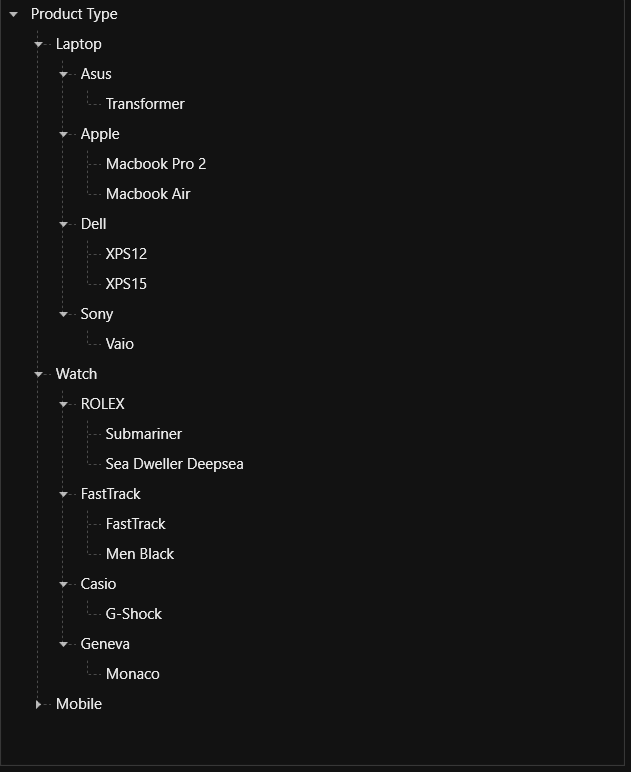 Product Type
Laptop
Asus
Transformer
Apple
Macbook Pro 2
Macbook Air
Dell
XPS12
XPS15
Sony
Vaio
Watch
ROLEX
Submariner
Sea Dweller Deepsea
FastTrack
FastTrack
Men Black
Casio
G-Shock
Geneva
Monaco
Mobile